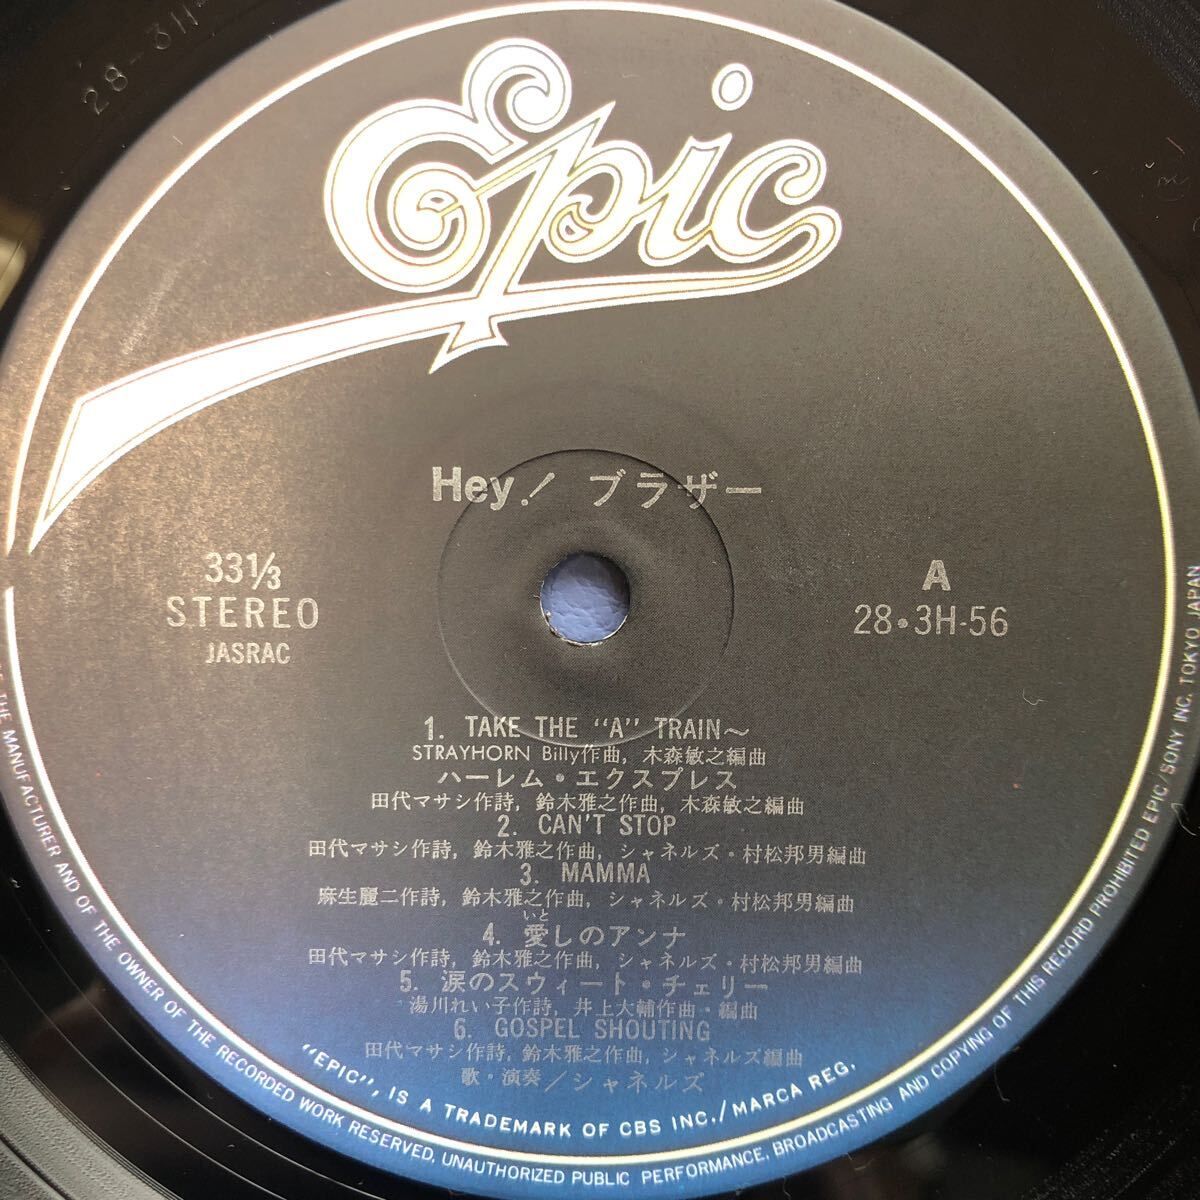 28-3H
Epic
Hey! ブラザー
33⅓
STEREO
JASRAC
A
28・3H-56
1. TAKE THE "A" TRAIN〜
STRAYHORN Billy作曲, 木森敏之編曲
ハーレム・エクスプレス
田代マサシ作詩, 鈴木雅之作曲, 木森敏之編曲
2. CAN'T STOP
田代マサシ作詩, 鈴木雅之作曲, シャネルズ・村松邦男編曲
3. MAMMA
麻生麗二作詩, 鈴木雅之作曲, シャネルズ・村松邦男編曲
いと
4. 愛しのアンナ
田代マサシ作詩, 鈴木雅之作曲, シャネルズ・村松邦男編曲
5. 涙のスウィート・チェリー
湯川れい子作詩, 井上大輔作曲・編曲
6. GOSPEL SHOUTING
田代マサシ作詩, 鈴木雅之作曲, シャネルズ編曲
歌・演奏/シャネルズ
"EPIC", IS A TRADEMARK OF CBS INC./MARCA REG.
THE MANUFACTURER AND OF THE OWNER OF THE RECORDED WORK RESERVED. UNAUTHORIZED PUBLIC PERFORMANCE, BROADCASTING AND COPYING OF THIS RECORD PROHIBITED EPIC/SONY INC. TOKYO JAPAN